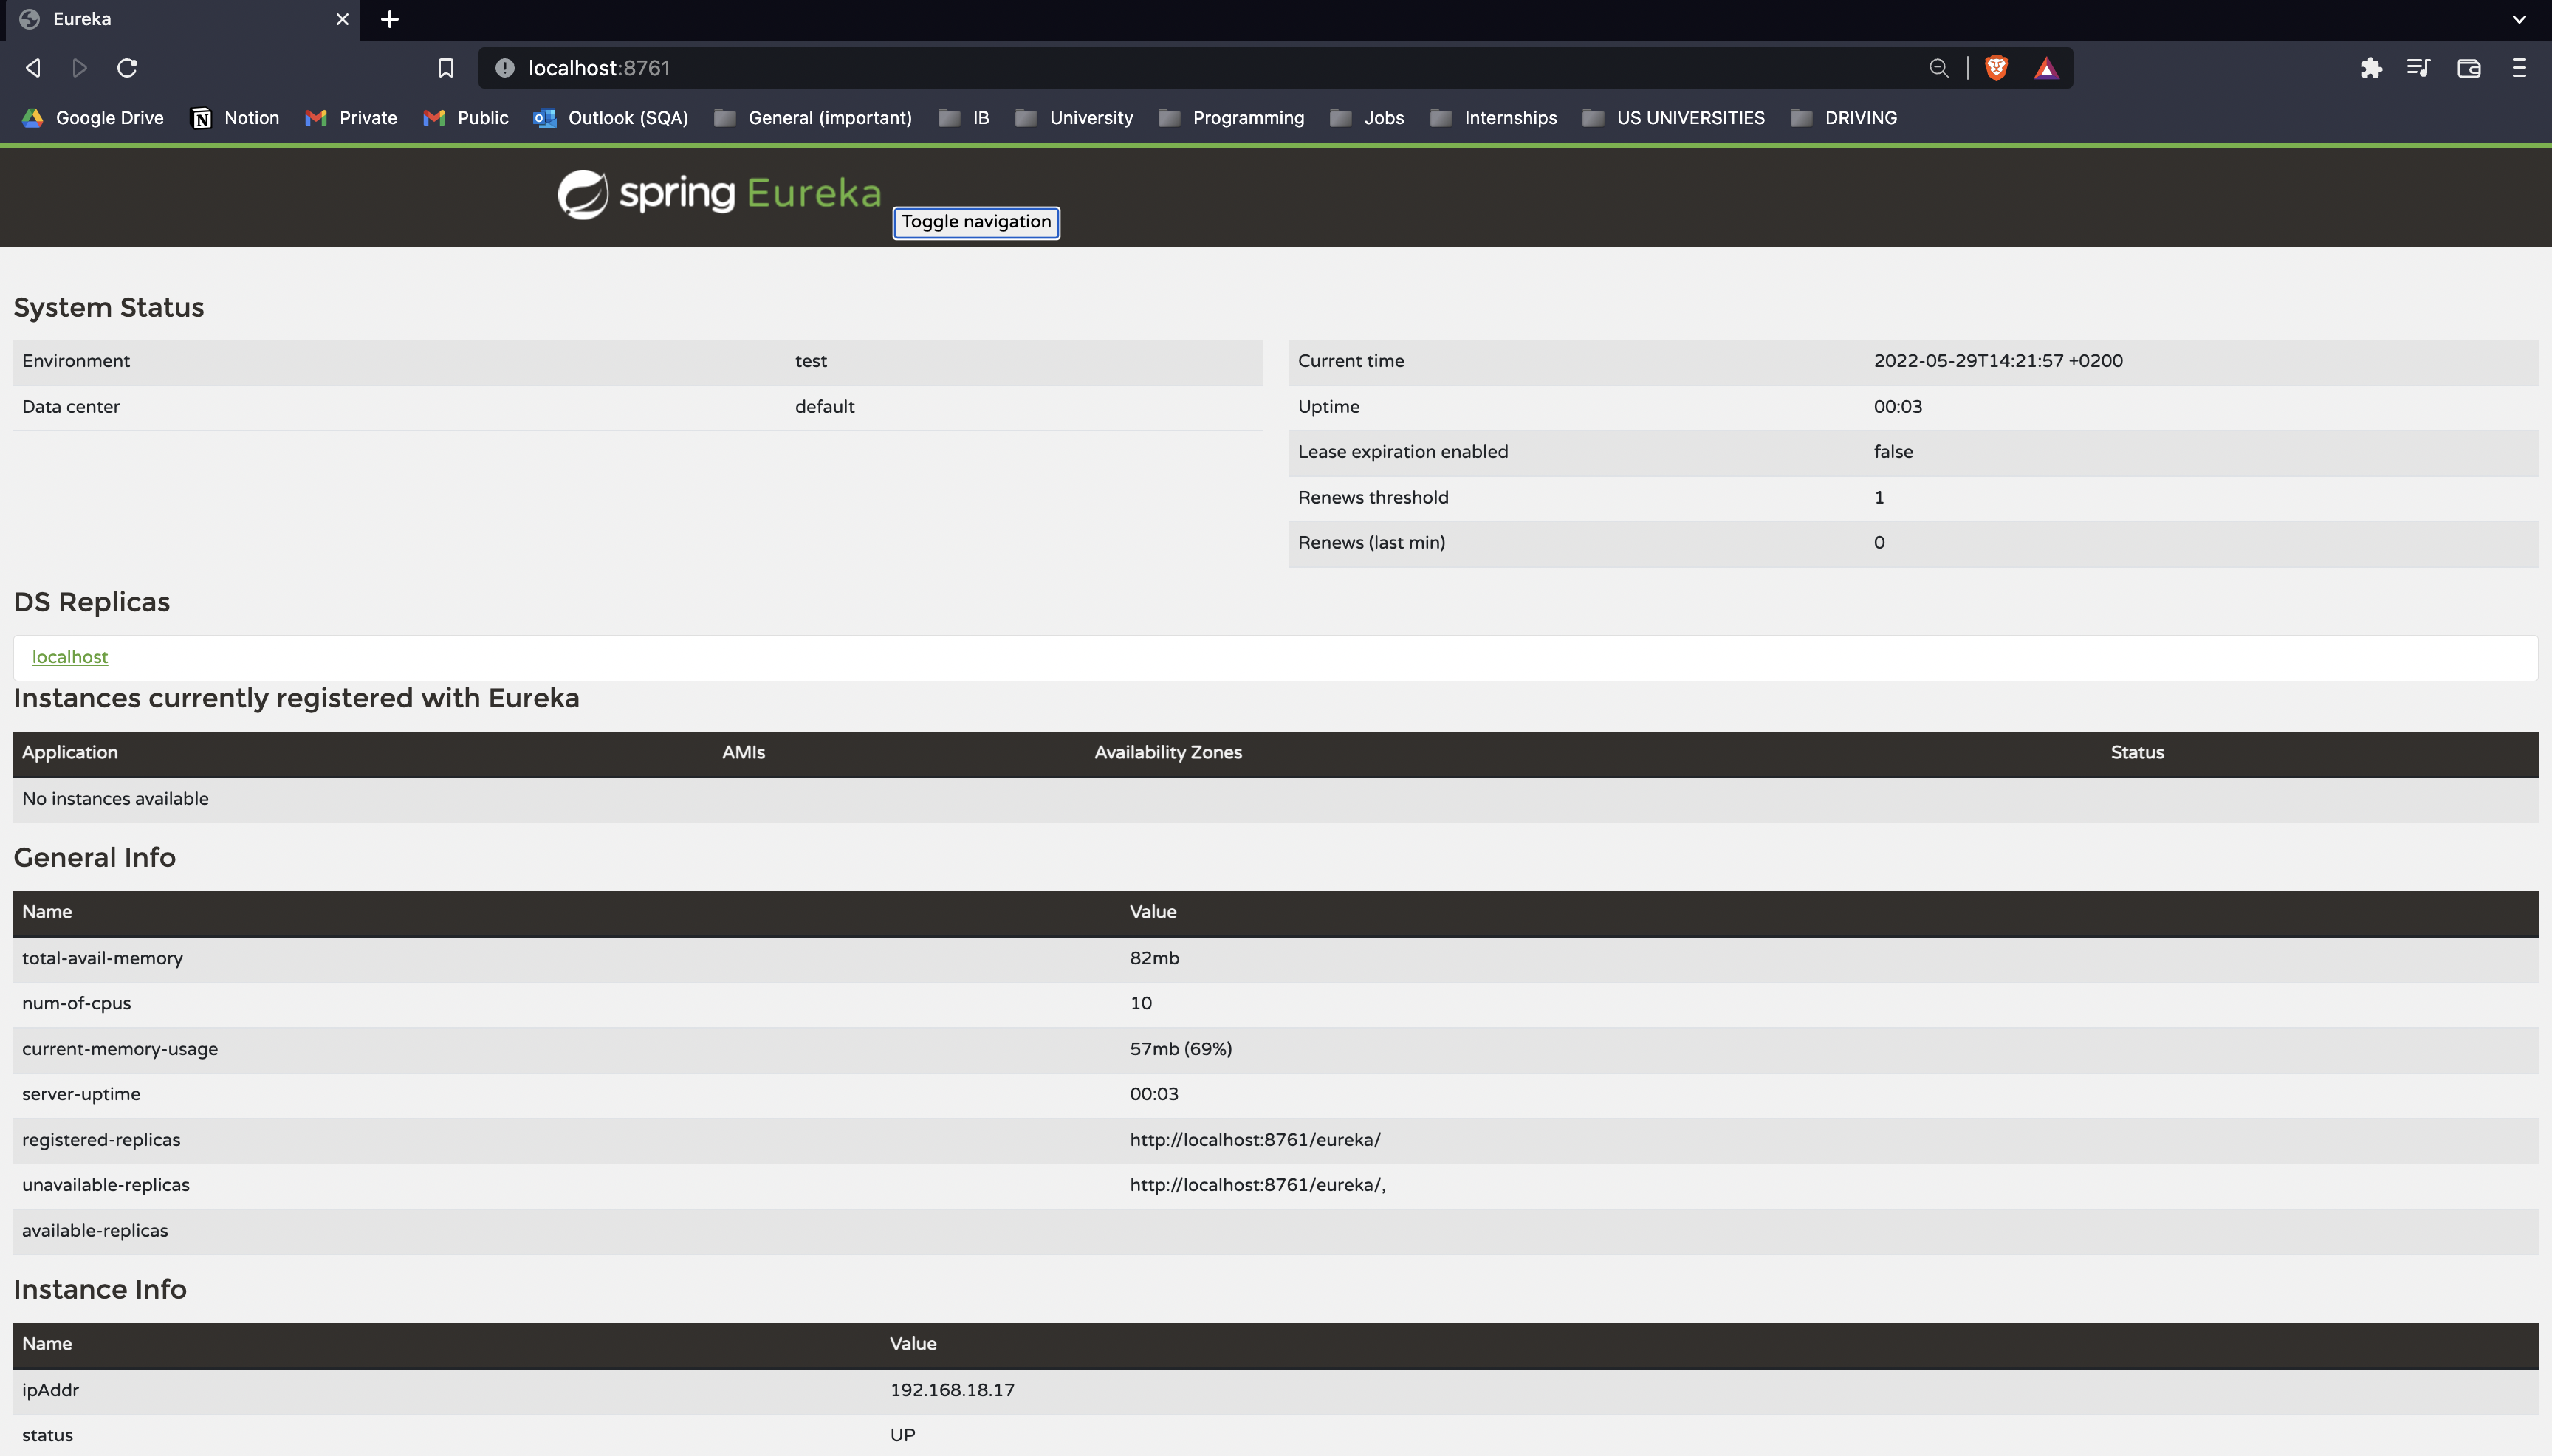 Eureka
localhost:8761
Google Drive Notion Private Public Outlook (SQA) General (important) IB University Programming Jobs Internships US UNIVERSITIES DRIVING
spring Eureka
Toggle navigation
System Status
Environment test
Data center default
Current time 2022-05-29T14:21:57 +0200
Uptime 00:03
Lease expiration enabled false
Renews threshold 1
Renews (last min) 0
DS Replicas
localhost
Instances currently registered with Eureka
Application AMIs Availability Zones Status
No instances available
General Info
Name Value
total-avail-memory 82mb
num-of-cpus 10
current-memory-usage 57mb (69%)
server-uptime 00:03
registered-replicas http://localhost:8761/eureka/
unavailable-replicas http://localhost:8761/eureka/,
available-replicas
Instance Info
Name Value
ipAddr 192.168.18.17
status UP